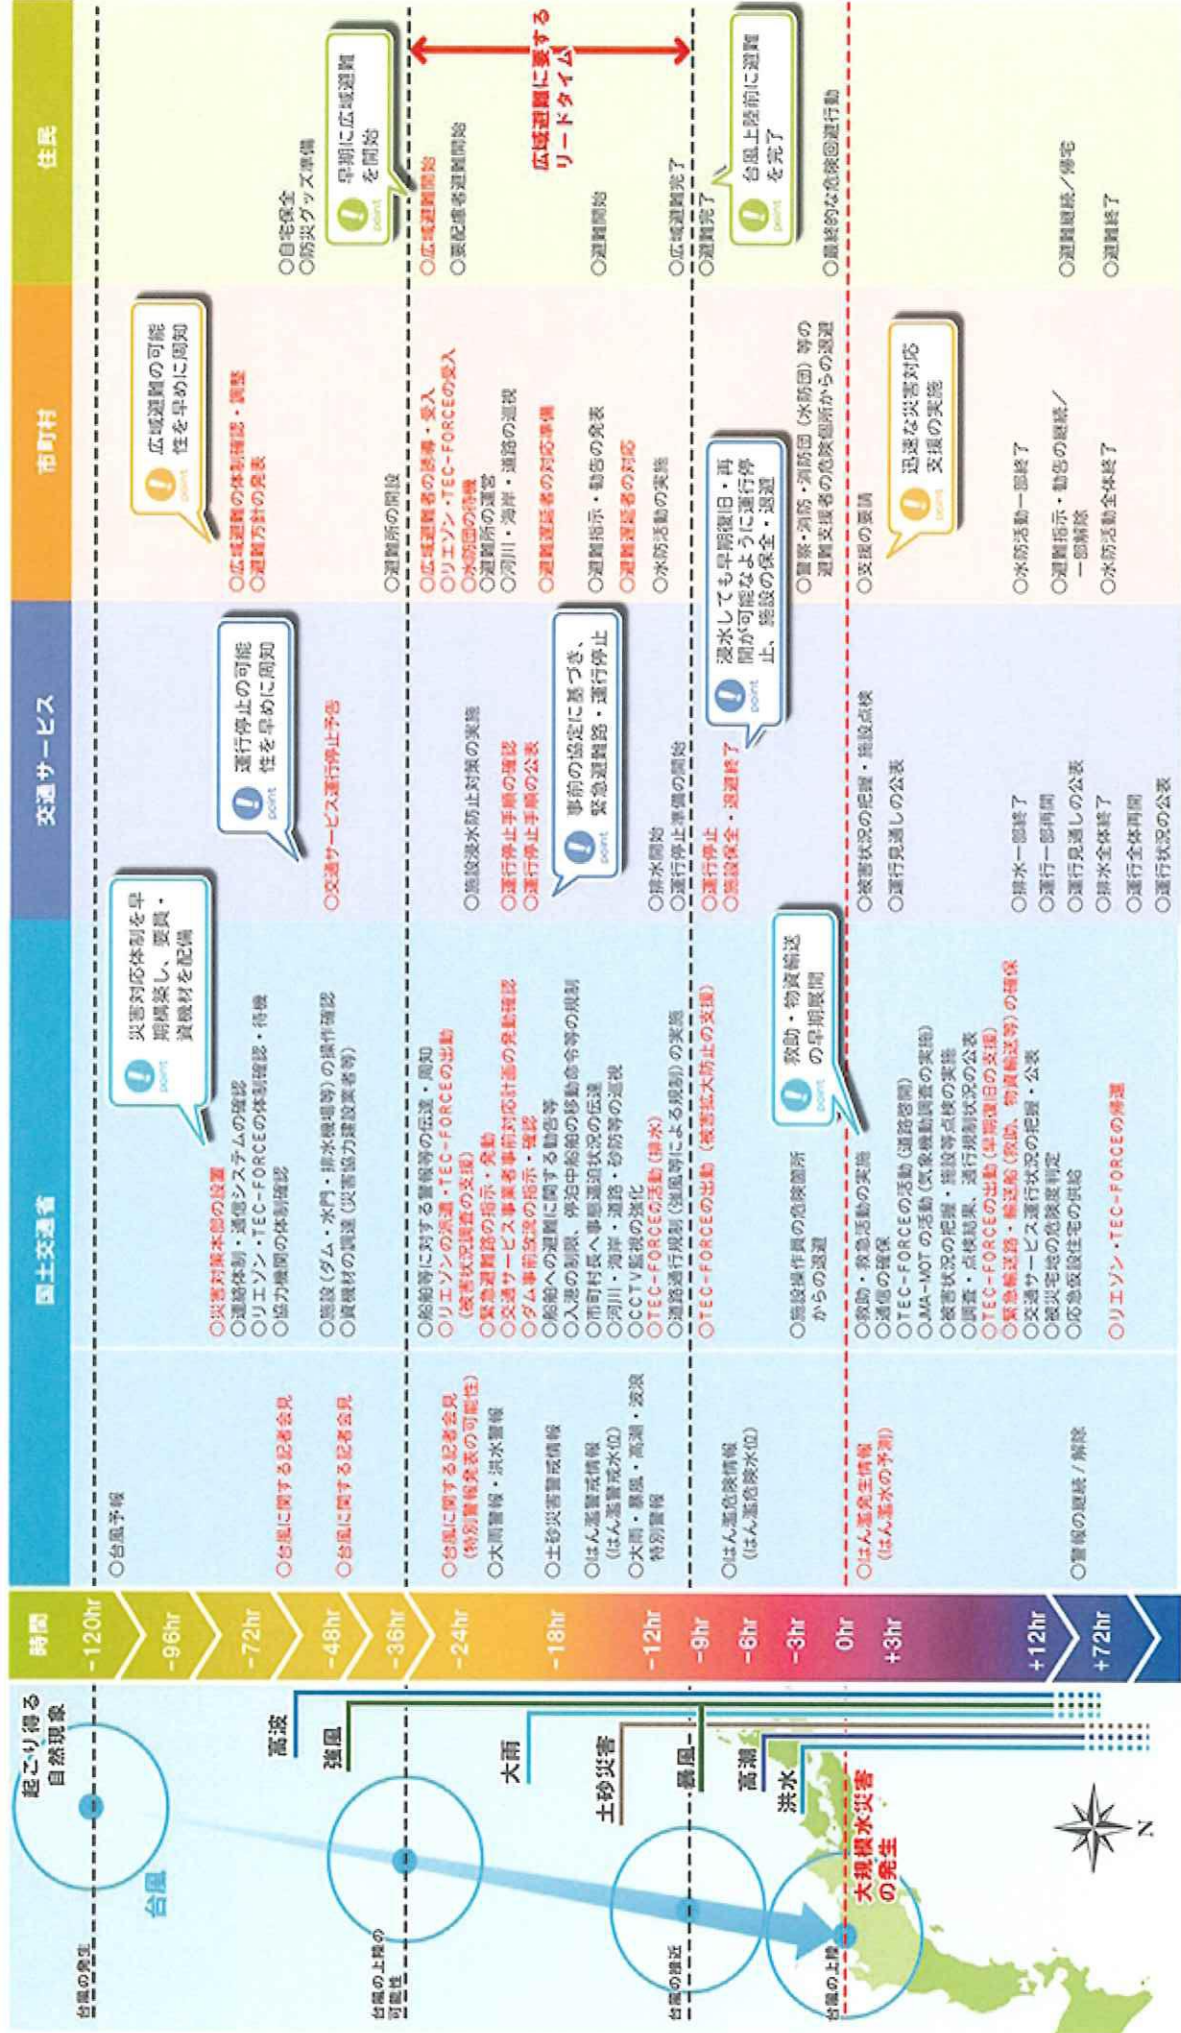 起こり得る
自然現象
時間
国土交通省
交通サービス
市町村
住民
台風の発生
台風
台風の上陸の
可能性
台風の接近
台風の上陸
高波
強風
大雨
土砂災害
暴風
高潮
洪水
大規模水災害
の発生
N
-120hr
-96hr
-72hr
-48hr
-36hr
-24hr
-18hr
-12hr
-9hr
-6hr
-3hr
0hr
+3hr
+12hr
+72hr
○台風予報
○台風に関する記者会見
○台風に関する記者会見
○台風に関する記者会見
(特別警報発表の可能性)
○大雨警報・洪水警報
○土砂災害警戒情報
○はん濫警戒情報
(はん濫警戒水位)
○大雨・暴風・高潮・波浪
特別警報
○はん濫危険情報
(はん濫危険水位)
○はん濫発生情報
(はん濫水の予測)
○警報の継続/解除
災害対応体制を早
期構築し、要員・
資機材を配備
point
○災害対策本部の設置
○連絡体制・通信システムの確認
○リエゾン・TEC-FORCEの体制確認・待機
○協力機関の体制確認
○施設(ダム・水門・排水機場等)の操作確認
○資機材の調達(災害協力建設業者等)
○船舶等に対する警報等の伝達・周知
○リエゾンの派遣・TEC-FORCEの出動
(被害状況調査の支援)
○緊急避難路の指示・発動
○交通サービス事業者事前対応計画の発動確認
○ダム事前放流の指示・確認
○船舶への避難に関する勧告等
○入港の制限、停泊中船舶の移動命令等の規制
○市町村長へ事態逼迫状況の伝達
○河川・海岸・道路・砂防等の巡視
○CCTV監視の強化
○TEC-FORCEの活動(排水)
○道路通行規制(強風等による規制)の実施
○TEC-FORCEの出動(被害拡大防止の支援)
救助・物資輸送
の早期展開
point
○施設操作員の危険箇所
からの退避
○救助・救急活動の実施
○通信の確保
○TEC-FORCEの活動(道路啓開)
○JMA-MOTの活動(気象機動調査の実施)
○被害状況の把握・施設等点検の実施
○調査・点検結果、通行規制状況の公表
○TEC-FORCEの出動(早期復旧の支援)
○緊急輸送路・輸送船(救助、物資輸送等)の確保
○交通サービス運行状況の把握・公表
○被災宅地の危険度判定
○応急仮設住宅の供給
○リエゾン・TEC-FORCEの帰還
運行停止の可能
性を早めに周知
point
○交通サービス運行停止予告
○施設浸水防止対策の実施
○運行停止手順の確認
○運行停止手順の公表
事前の協定に基づき、
緊急避難路・運行停止
point
○排水開始
○運行停止準備の開始
○運行停止
○施設保全・退避終了
浸水しても早期復旧・再
開が可能なように運行停
止、施設の保全・退避
point
○被害状況の把握・施設点検
○運行見通しの公表
○排水一部終了
○運行一部再開
○運行見通しの公表
○排水全体終了
○運行全体再開
○運行状況の公表
広域避難の可能
性を早めに周知
point
○広域避難の体制確認・調整
○避難方針の発表
○避難所の開設
○広域避難者の誘導・受入
○リエゾン・TEC-FORCEの受入
○水防団の待機
○避難所の運営
○河川・海岸・道路の巡視
○避難遅延者の対応準備
○避難指示・勧告の発表
○避難遅延者の対応
○水防活動の実施
○警察・消防・消防団(水防団)等の
避難支援者の危険個所からの退避
○支援の要請
迅速な災害対応
支援の実施
point
○水防活動一部終了
○避難指示・勧告の継続/
一部解除
○水防活動全体終了
○自宅保全
○防災グッズ準備
早期に広域避難
を開始
point
○広域避難開始
○要配慮者避難開始
広域避難に要する
リードタイム
○避難開始
○広域避難完了
○避難完了
台風上陸前に避難
を完了
point
○最終的な危険回避行動
○避難継続/帰宅
○避難終了